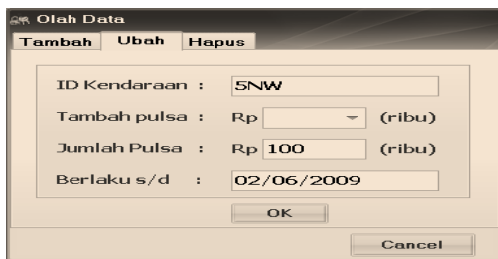 Olah Data
Tambah Ubah Hapus
ID Kendaraan : 5NW
Tambah pulsa : Rp (ribu)
Jumlah Pulsa : Rp 100 (ribu)
Berlaku s/d : 02/06/2009
OK
Cancel